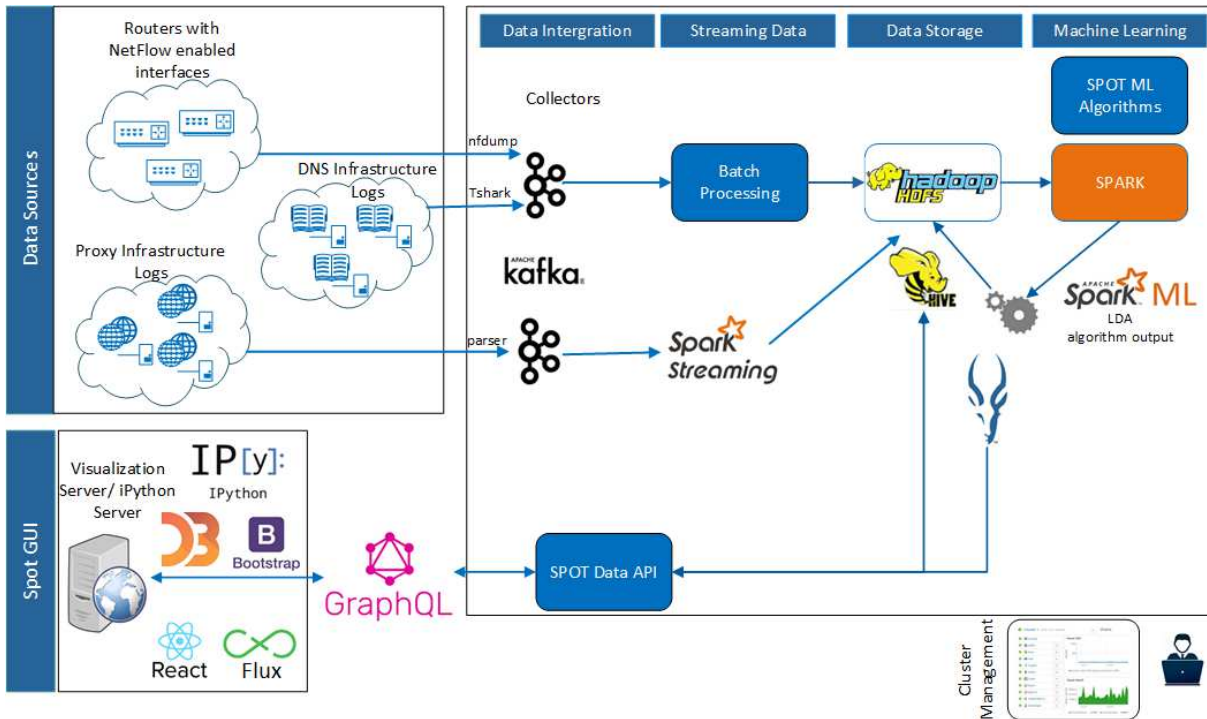 Data Sources
Routers with
NetFlow enabled
interfaces
DNS Infrastructure
Logs
Proxy Infrastructure
Logs
Data Intergration
Streaming Data
Data Storage
Machine Learning
Collectors
nfdump
Tshark
parser
APACHE
kafka
Batch
Processing
Spark
Streaming
hadoop
HDFS
HIVE
SPOT ML
Algorithms
SPARK
APACHE
Spark ML
LDA
algorithm output
Spot GUI
Visualization
Server/ iPython
Server
IP[y]:
IPython
D3
B
Bootstrap
React
Flux
GraphQL
SPOT Data API
Cluster
Management